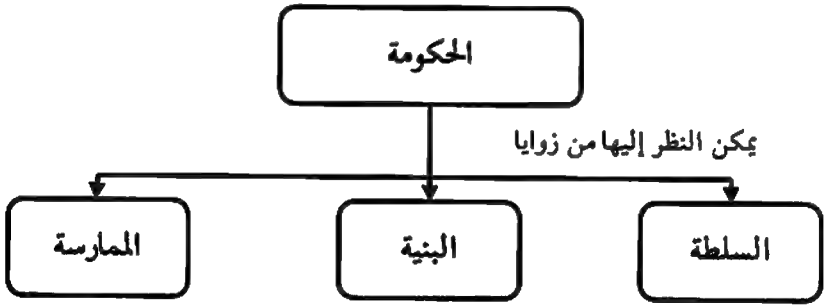 الحكومة
يمكن النظر إليها من زوايا
السلطة
البنية
الممارسة